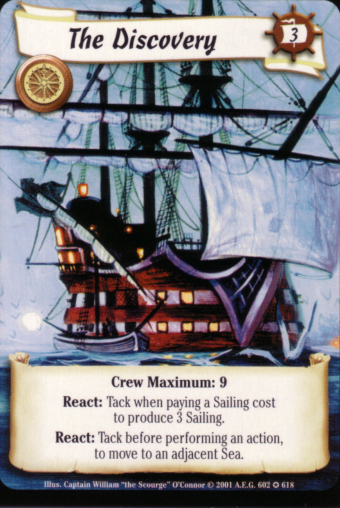 The Discovery
3
Crew Maximum: 9
React: Tack when paying a Sailing cost
to produce 3 Sailing.
React: Tack before performing an action,
to move to an adjacent Sea.
Illus. Captain William "the Scourge" O'Connor © 2001 A.E.G. 602 ✪ 618